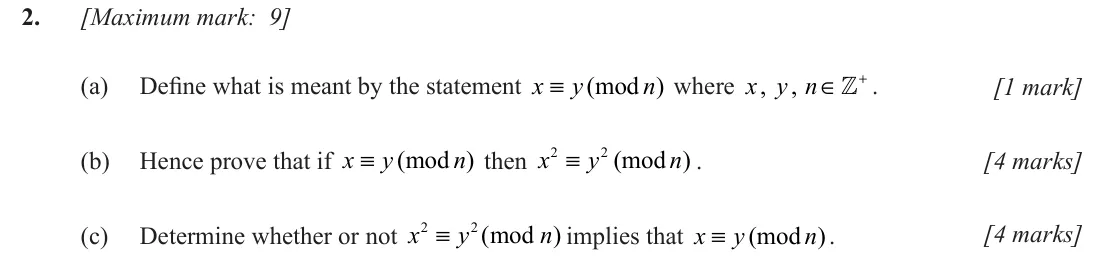 2. [Maximum mark: 9]
(a) Define what is meant by the statement x ≡ y(mod n) where x, y, n ∈ ℤ⁺. [1 mark]
(b) Hence prove that if x ≡ y(mod n) then x² ≡ y²(mod n). [4 marks]
(c) Determine whether or not x² ≡ y²(mod n) implies that x ≡ y(mod n). [4 marks]